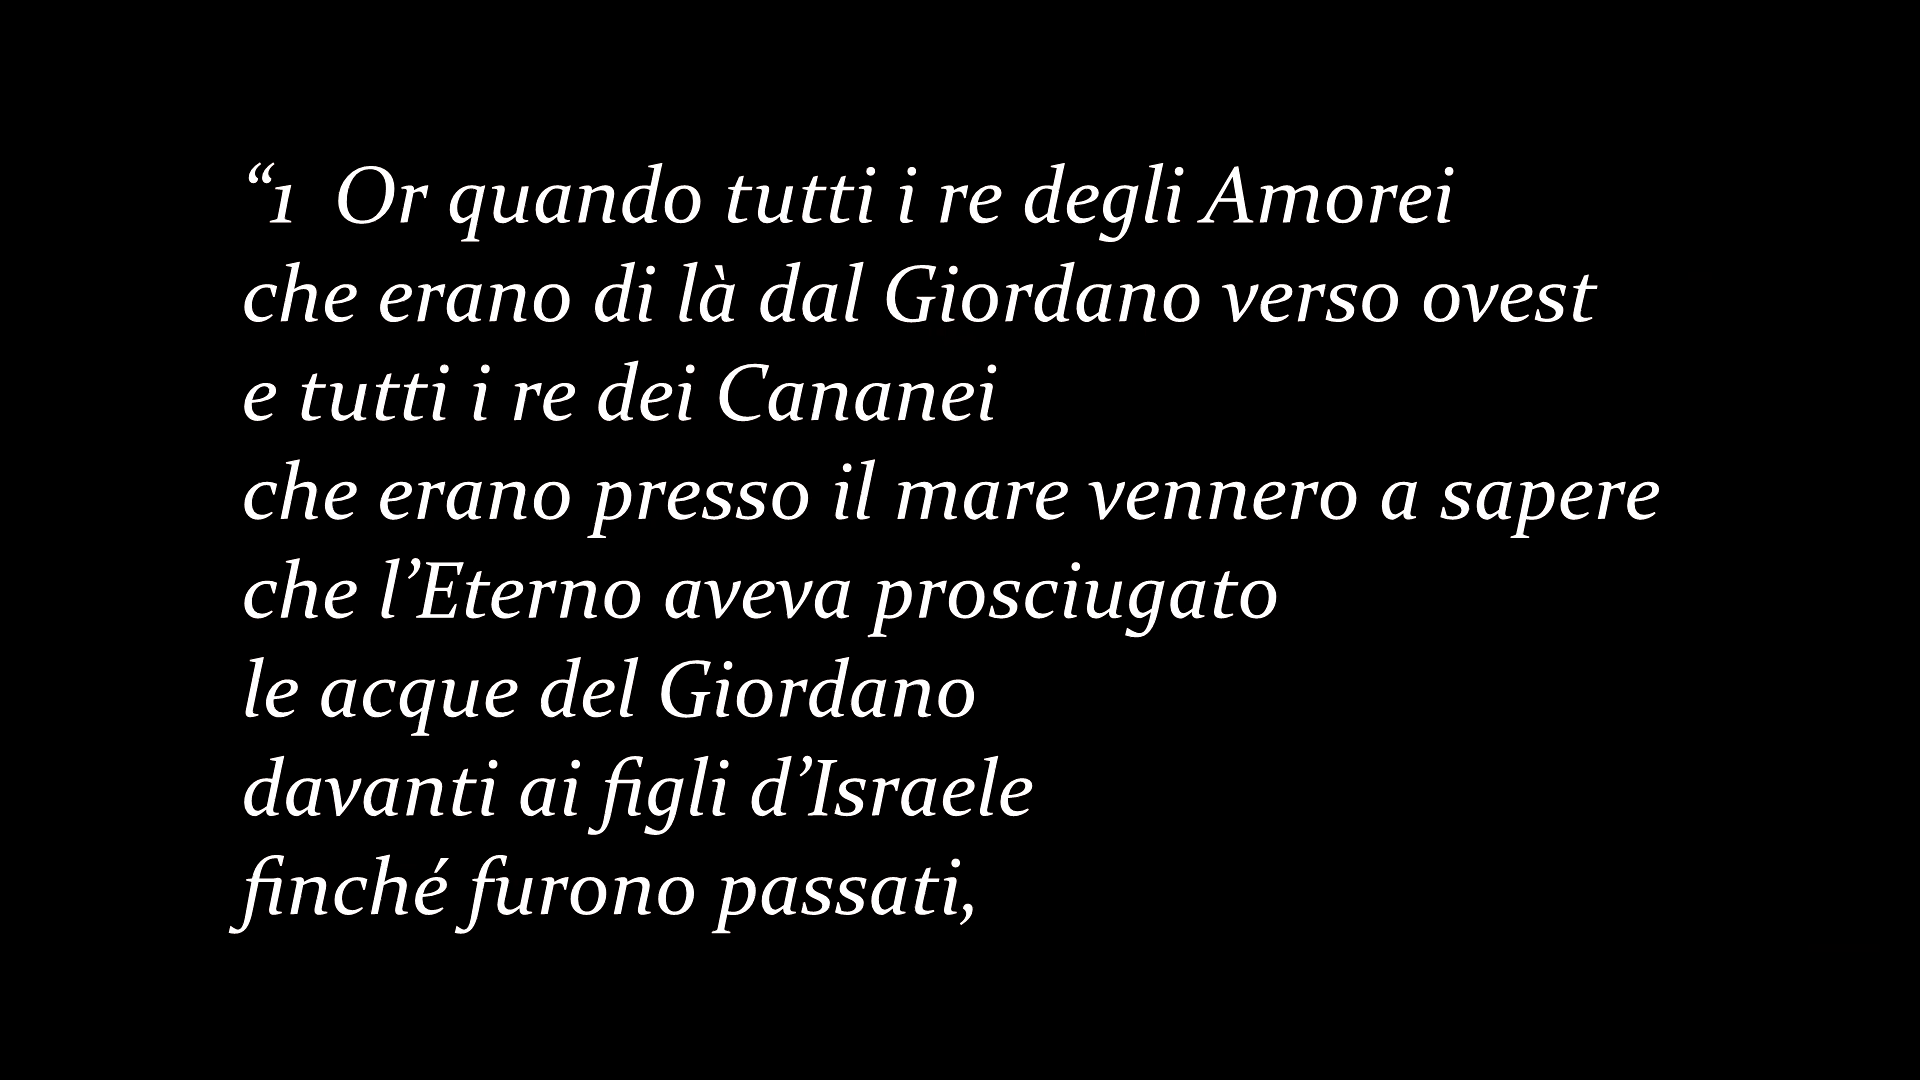 “1  Or quando tutti i re degli Amorei
che erano di là dal Giordano verso ovest
e tutti i re dei Cananei
che erano presso il mare vennero a sapere
che l’Eterno aveva prosciugato
le acque del Giordano
davanti ai figli d’Israele
finché furono passati,